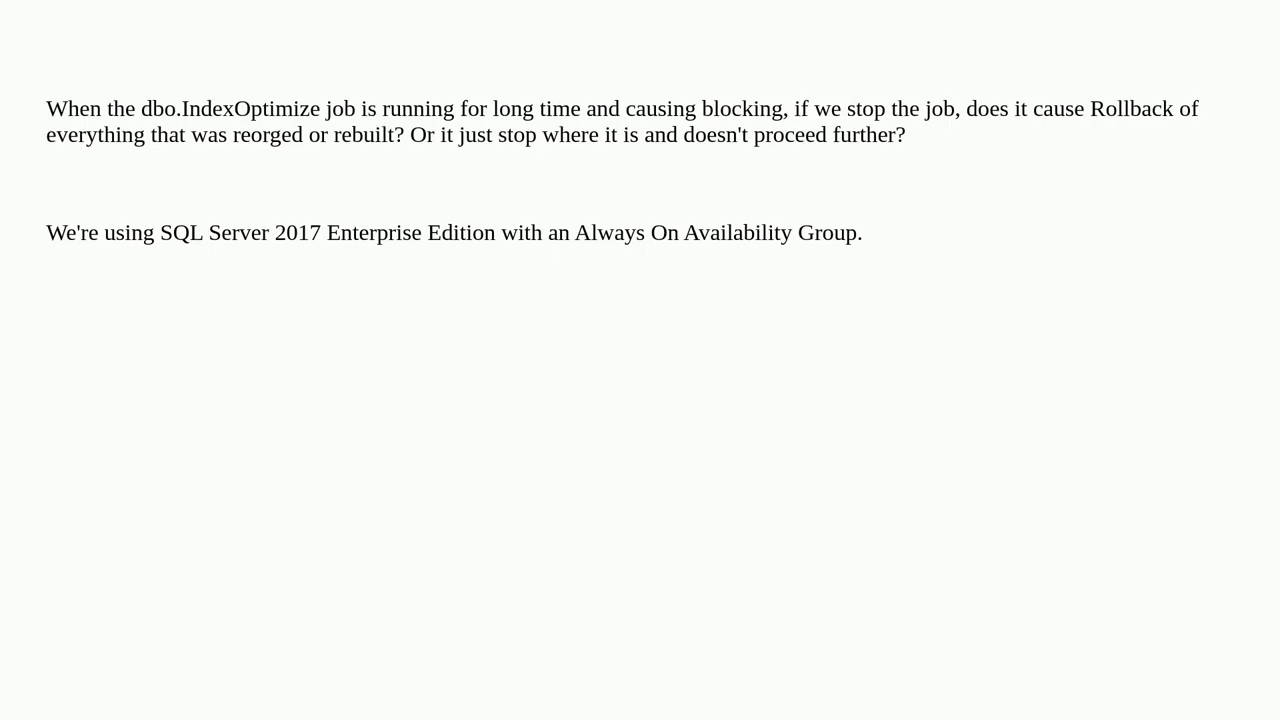 When the dbo.IndexOptimize job is running for long time and causing blocking, if we stop the job, does it cause Rollback of
everything that was reorged or rebuilt? Or it just stop where it is and doesn't proceed further?
We're using SQL Server 2017 Enterprise Edition with an Always On Availability Group.